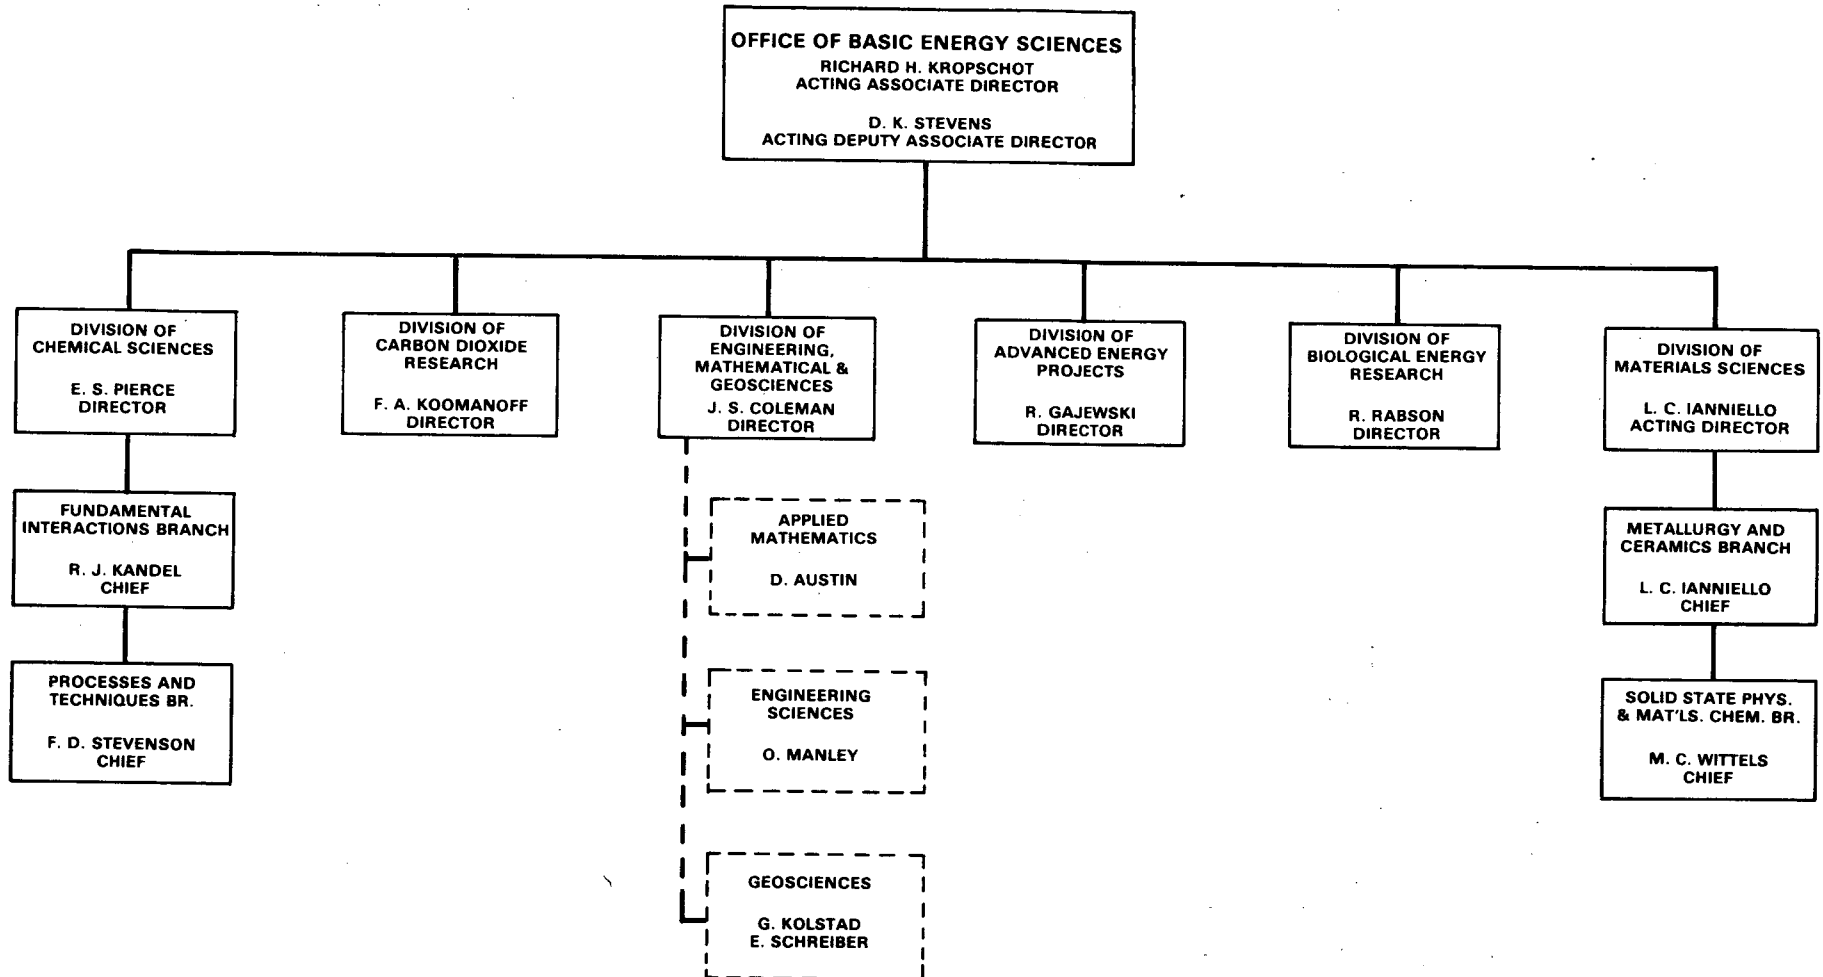 OFFICE OF BASIC ENERGY SCIENCES
RICHARD H. KROPSCHOT
ACTING ASSOCIATE DIRECTOR
D. K. STEVENS
ACTING DEPUTY ASSOCIATE DIRECTOR
DIVISION OF
CHEMICAL SCIENCES
E. S. PIERCE
DIRECTOR
DIVISION OF
CARBON DIOXIDE
RESEARCH
F. A. KOOMANOFF
DIRECTOR
DIVISION OF
ENGINEERING,
MATHEMATICAL &
GEOSCIENCES
J. S. COLEMAN
DIRECTOR
DIVISION OF
ADVANCED ENERGY
PROJECTS
R. GAJEWSKI
DIRECTOR
DIVISION OF
BIOLOGICAL ENERGY
RESEARCH
R. RABSON
DIRECTOR
DIVISION OF
MATERIALS SCIENCES
L. C. IANNIELLO
ACTING DIRECTOR
FUNDAMENTAL
INTERACTIONS BRANCH
R. J. KANDEL
CHIEF
APPLIED
MATHEMATICS
D. AUSTIN
METALLURGY AND
CERAMICS BRANCH
L. C. IANNIELLO
CHIEF
PROCESSES AND
TECHNIQUES BR.
F. D. STEVENSON
CHIEF
ENGINEERING
SCIENCES
O. MANLEY
SOLID STATE PHYS.
& MAT'LS. CHEM. BR.
M. C. WITTELS
CHIEF
GEOSCIENCES
G. KOLSTAD
E. SCHREIBER